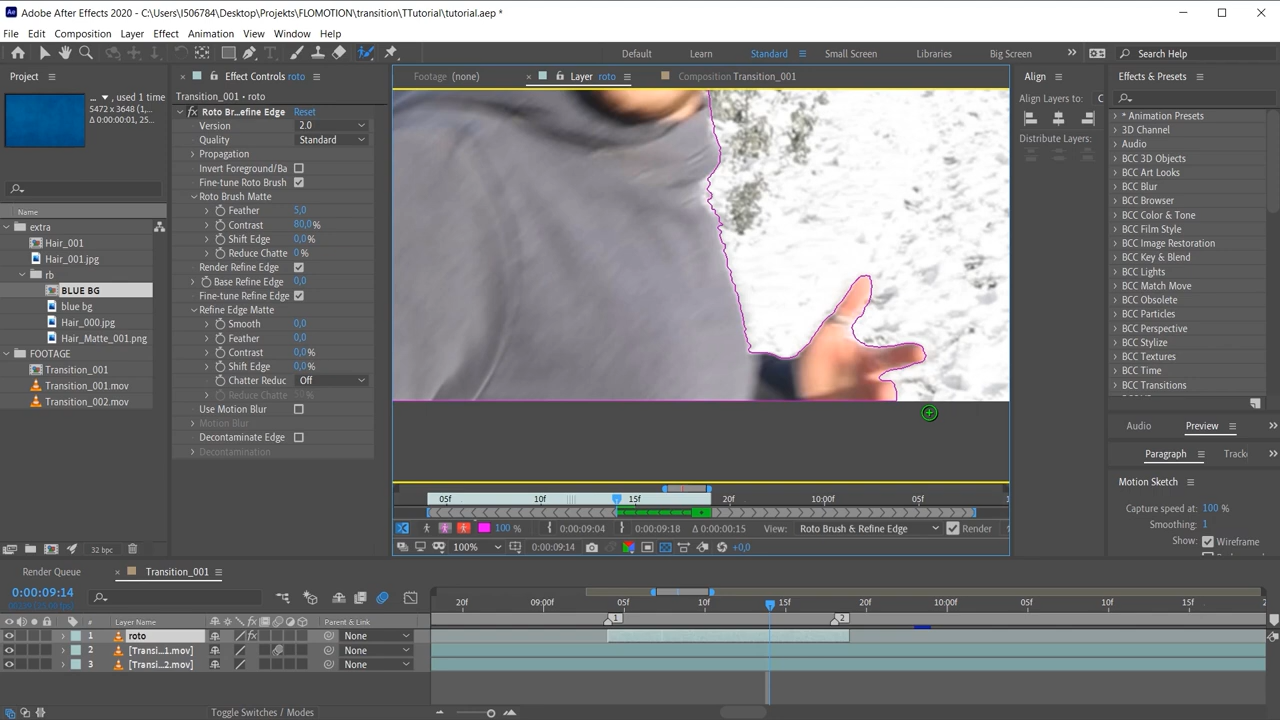 Adobe After Effects 2020 - C:\Users\I506784\Desktop\Projekts\FLOMOTION\transition\TTutorial\tutorial.aep *
File Edit Composition Layer Effect Animation View Window Help
Default Learn Standard Small Screen Libraries Big Screen Search Help
Project
Effect Controls roto
Footage (none)
Layer roto
Composition Transition_001
Align
Effects & Presets
... , used 1 time
5472 x 3648 (1,...
Δ 0:00:00:01, 25...
Name
extra
Hair_001
Hair_001.jpg
rb
BLUE BG
blue bg
Hair_000.jpg
Hair_Matte_001.png
FOOTAGE
Transition_001
Transition_001.mov
Transition_002.mov
32 bpc
Transition_001 • roto
fx Roto Br...efine Edge Reset
Version 2.0
Quality Standard
Propagation
Invert Foreground/Ba
Fine-tune Roto Brush
Roto Brush Matte
Feather 5,0
Contrast 80,0 %
Shift Edge 0,0 %
Reduce Chatte 0 %
Render Refine Edge
Base Refine Edg 0,0
Fine-tune Refine Edge
Refine Edge Matte
Smooth 0,0
Feather 0,0
Contrast 0,0 %
Shift Edge 0,0 %
Chatter Reduc Off
Reduce Chatte
Use Motion Blur
Motion Blur
Decontaminate Edge
Decontamination
05f 10f 15f 20f 10:00f 05f
100 % 0:00:09:04 0:00:09:18 Δ 0:00:00:15 View: Roto Brush & Refine Edge Render
100% 0:00:09:14 +0,0
Align Layers to:
Distribute Layers:
* Animation Presets
3D Channel
Audio
BCC 3D Objects
BCC Art Looks
BCC Blur
BCC Browser
BCC Color & Tone
BCC Film Style
BCC Image Restoration
BCC Key & Blend
BCC Lights
BCC Match Move
BCC Obsolete
BCC Particles
BCC Perspective
BCC Stylize
BCC Textures
BCC Time
BCC Transitions
Audio Preview
Paragraph Track
Motion Sketch
Capture speed at: 100 %
Smoothing: 1
Show: Wireframe
Render Queue Transition_001
0:00:09:14
20f 09:00f 05f 10f 15f 20f 10:00f 05f 10f 15f
# Layer Name Parent & Link
1 2
1 roto fx None
2 [Transi...1.mov] None
3 [Transi...2.mov] None
Toggle Switches / Modes